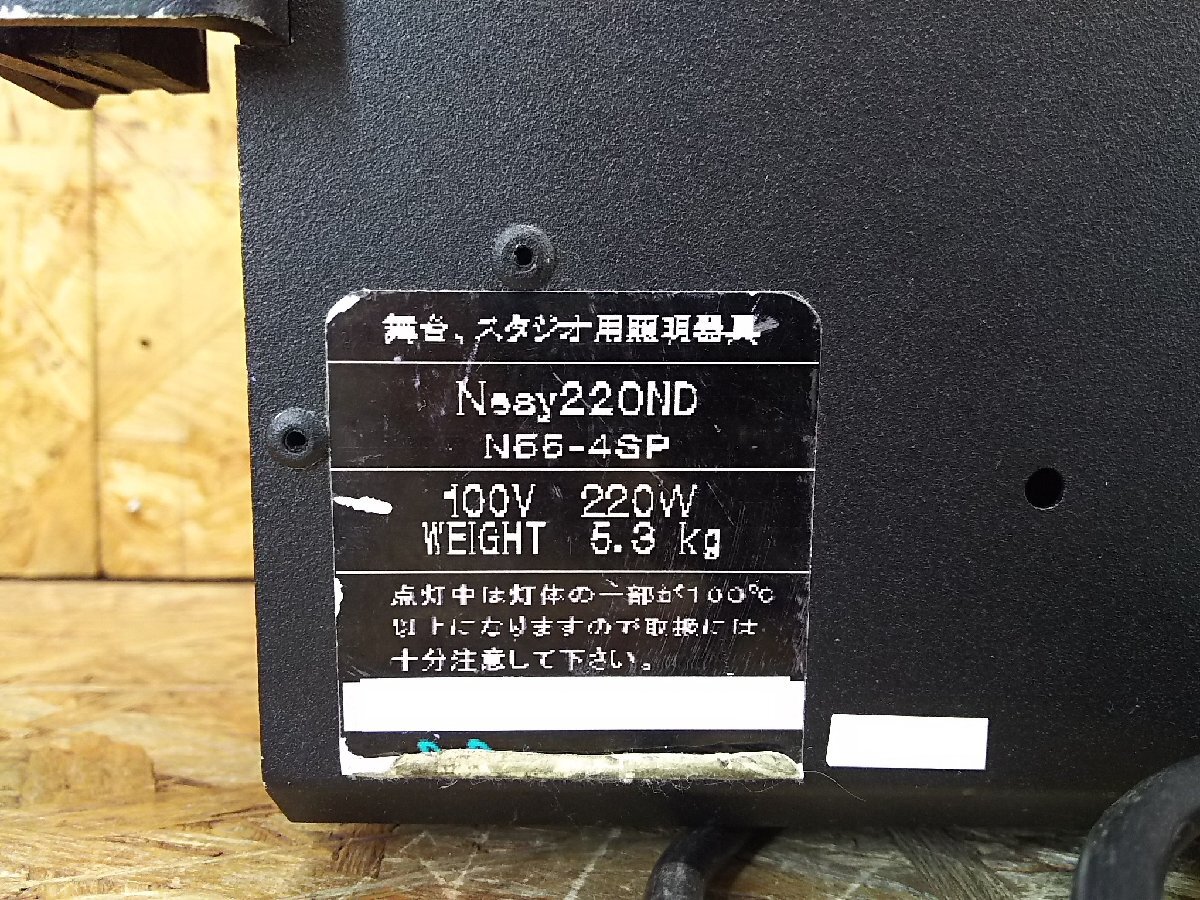 舞台、スタジオ用照明器具
Nesy220ND
N55-4SP
100V 220W
WEIGHT 5.3 kg
点灯中は灯体の一部が100℃
以上になりますので取扱には
十分注意して下さい。